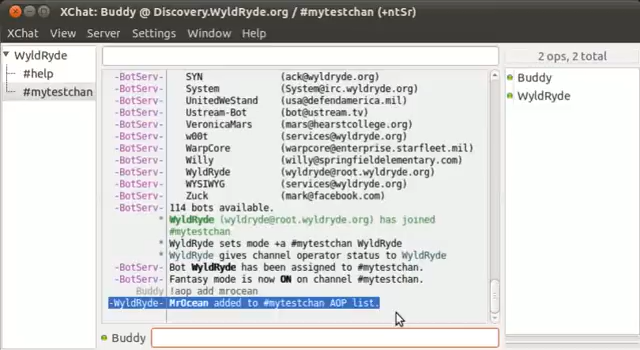 XChat: Buddy @ Discovery.WyldRyde.org / #mytestchan (+ntSr)
XChat View Server Settings Window Help
WyldRyde
#help
#mytestchan
2 ops, 2 total
Buddy
WyldRyde
-BotServ- SYN (ack@wyldryde.org)
-BotServ- System (System@irc.wyldryde.org)
-BotServ- UnitedWeStand (usa@defendamerica.mil)
-BotServ- Ustream-Bot (bot@ustream.tv)
-BotServ- VeronicaMars (mars@hearstcollege.org)
-BotServ- w00t (services@wyldryde.org)
-BotServ- WarpCore (warpcore@enterprise.starfleet.mil)
-BotServ- Willy (willy@springfieldelementary.com)
-BotServ- WyldRyde (wyldryde@root.wyldryde.org)
-BotServ- WYSIWYG (services@wyldryde.org)
-BotServ- Zuck (mark@facebook.com)
-BotServ- 114 bots available.
* WyldRyde (wyldryde@root.wyldryde.org) has joined
#mytestchan
* WyldRyde sets mode +a #mytestchan WyldRyde
* WyldRyde gives channel operator status to WyldRyde
-BotServ- Bot WyldRyde has been assigned to #mytestchan.
-BotServ- Fantasy mode is now ON on channel #mytestchan.
Buddy !aop add mrocean
-WyldRyde- MrOcean added to #mytestchan AOP list.
Buddy